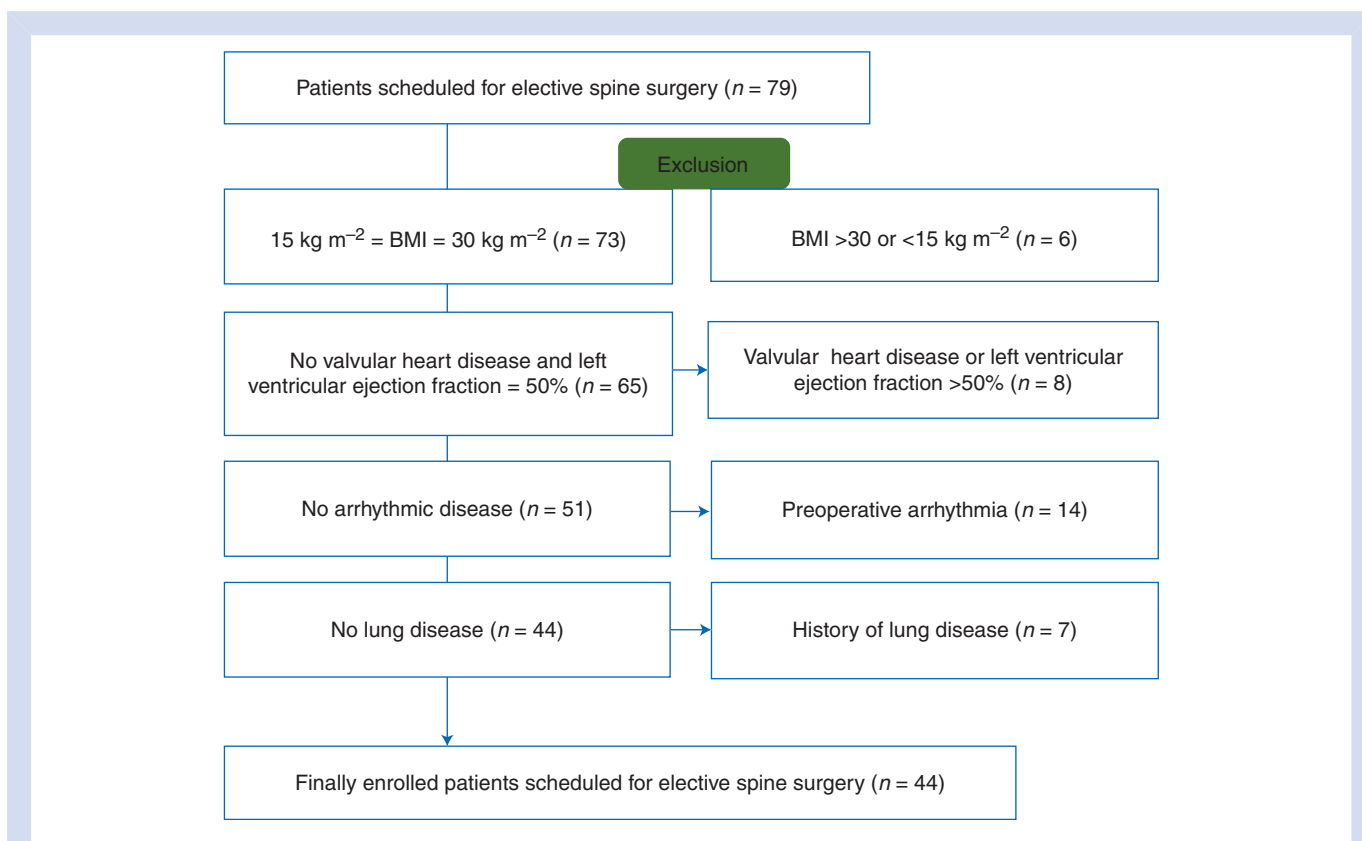 Patients scheduled for elective spine surgery (n = 79)
Exclusion
15 kg m⁻² = BMI = 30 kg m⁻² (n = 73)
BMI >30 or <15 kg m⁻² (n = 6)
No valvular heart disease and left
ventricular ejection fraction = 50% (n = 65)
Valvular heart disease or left ventricular
ejection fraction >50% (n = 8)
No arrhythmic disease (n = 51)
Preoperative arrhythmia (n = 14)
No lung disease (n = 44)
History of lung disease (n = 7)
Finally enrolled patients scheduled for elective spine surgery (n = 44)